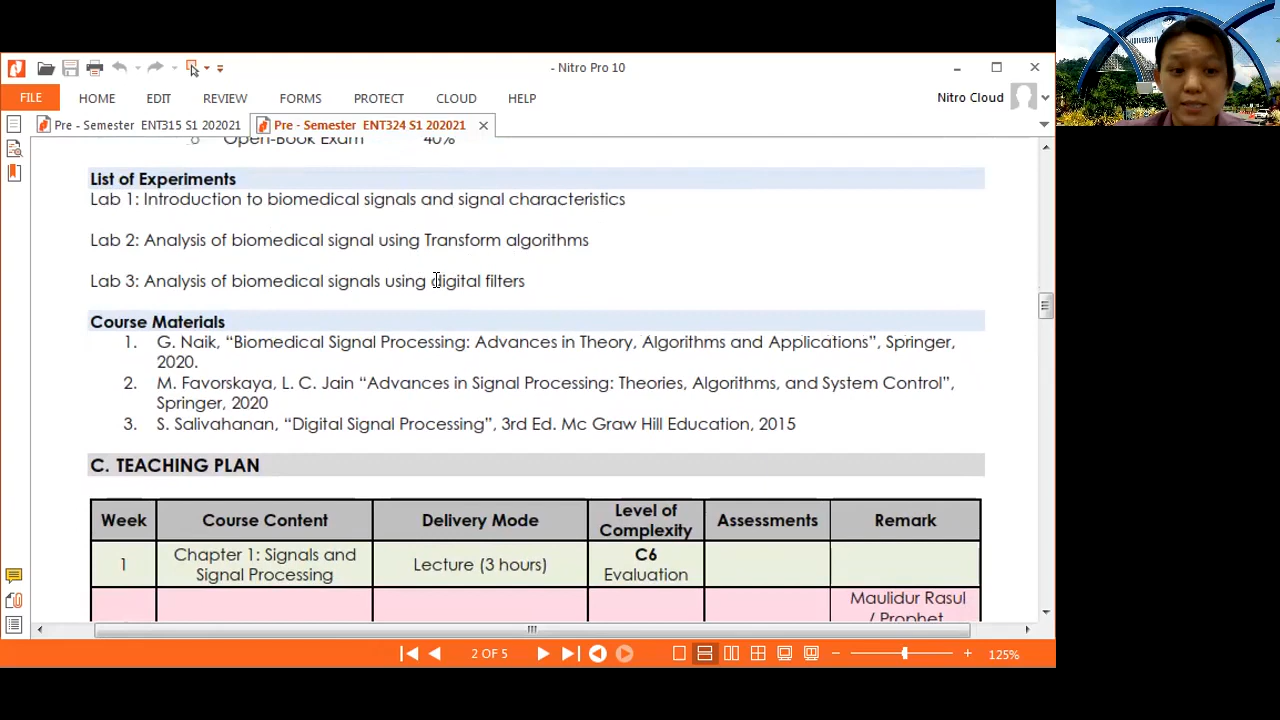 - Nitro Pro 10
FILE HOME EDIT REVIEW FORMS PROTECT CLOUD HELP Nitro Cloud
Pre - Semester ENT315 S1 202021 Pre - Semester ENT324 S1 202021
o Open-Book Exam 40%
List of Experiments
Lab 1: Introduction to biomedical signals and signal characteristics
Lab 2: Analysis of biomedical signal using Transform algorithms
Lab 3: Analysis of biomedical signals using digital filters
Course Materials
1. G. Naik, “Biomedical Signal Processing: Advances in Theory, Algorithms and Applications”, Springer,
2020.
2. M. Favorskaya, L. C. Jain “Advances in Signal Processing: Theories, Algorithms, and System Control”,
Springer, 2020
3. S. Salivahanan, “Digital Signal Processing”, 3rd Ed. Mc Graw Hill Education, 2015
C. TEACHING PLAN
Week Course Content Delivery Mode Level of Complexity Assessments Remark
1 Chapter 1: Signals and Signal Processing Lecture (3 hours) C6 Evaluation
Maulidur Rasul
/ Prophet
2 OF 5 125%